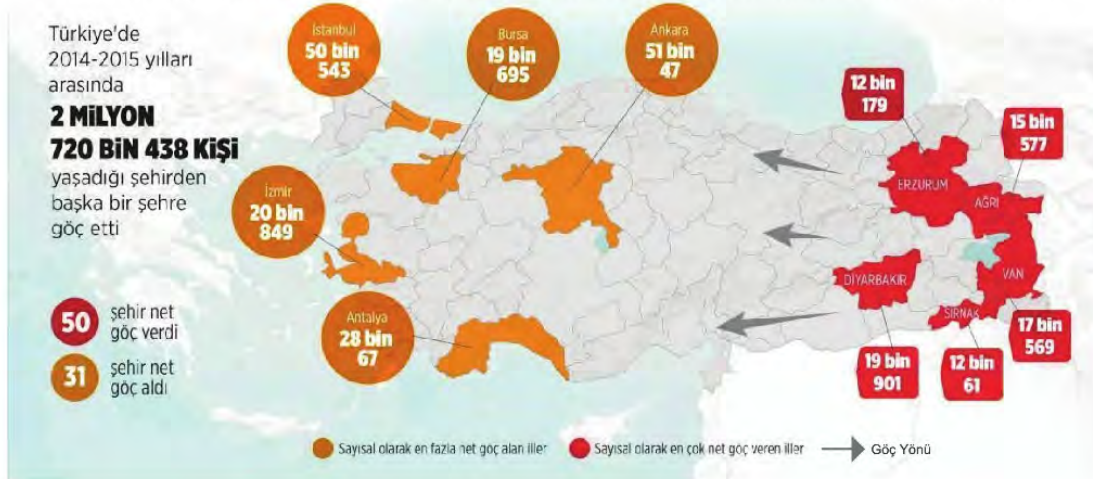 Türkiye'de
2014-2015 yılları
arasında
2 MİLYON
720 BİN 438 KİŞİ
yaşadığı şehirden
başka bir şehre
göç etti
50
şehir net
göç verdi
31
şehir net
göç aldı
İstanbul
50 bin
543
Bursa
19 bin
695
Ankara
51 bin
47
İzmir
20 bin
849
Antalya
28 bin
67
12 bin
179
ERZURUM
15 bin
577
AĞRI
VAN
17 bin
569
DİYARBAKIR
19 bin
901
ŞIRNAK
12 bin
61
Sayısal olarak en fazla net göç alan iller
Sayısal olarak en çok net göç veren iller
Göç Yönü